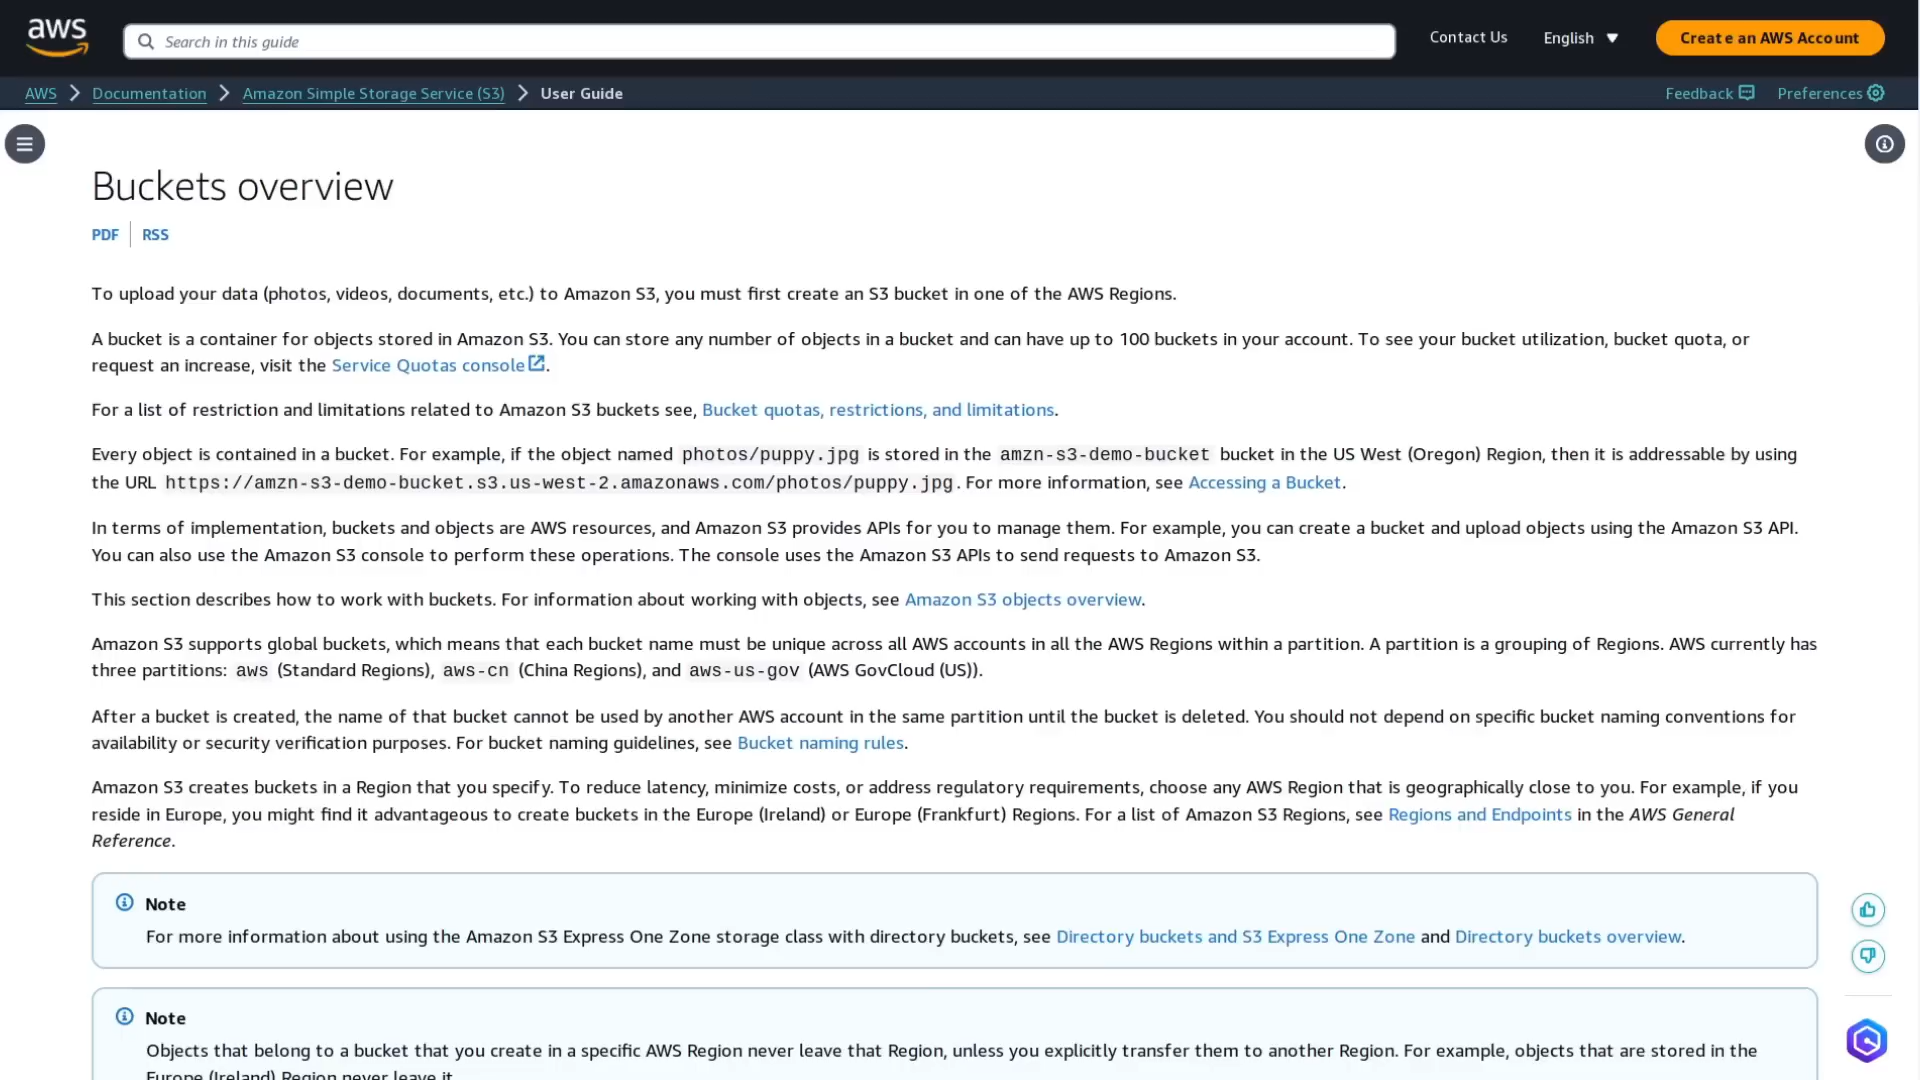 aws
Search in this guide
Contact Us
English
Create an AWS Account
AWS
Documentation
Amazon Simple Storage Service (S3)
User Guide
Feedback
Preferences
Buckets overview
PDF
RSS
To upload your data (photos, videos, documents, etc.) to Amazon S3, you must first create an S3 bucket in one of the AWS Regions.
A bucket is a container for objects stored in Amazon S3. You can store any number of objects in a bucket and can have up to 100 buckets in your account. To see your bucket utilization, bucket quota, or
request an increase, visit the Service Quotas console.
For a list of restriction and limitations related to Amazon S3 buckets see, Bucket quotas, restrictions, and limitations.
Every object is contained in a bucket. For example, if the object named photos/puppy.jpg is stored in the amzn-s3-demo-bucket bucket in the US West (Oregon) Region, then it is addressable by using
the URL https://amzn-s3-demo-bucket.s3.us-west-2.amazonaws.com/photos/puppy.jpg. For more information, see Accessing a Bucket.
In terms of implementation, buckets and objects are AWS resources, and Amazon S3 provides APIs for you to manage them. For example, you can create a bucket and upload objects using the Amazon S3 API.
You can also use the Amazon S3 console to perform these operations. The console uses the Amazon S3 APIs to send requests to Amazon S3.
This section describes how to work with buckets. For information about working with objects, see Amazon S3 objects overview.
Amazon S3 supports global buckets, which means that each bucket name must be unique across all AWS accounts in all the AWS Regions within a partition. A partition is a grouping of Regions. AWS currently has
three partitions: aws (Standard Regions), aws-cn (China Regions), and aws-us-gov (AWS GovCloud (US)).
After a bucket is created, the name of that bucket cannot be used by another AWS account in the same partition until the bucket is deleted. You should not depend on specific bucket naming conventions for
availability or security verification purposes. For bucket naming guidelines, see Bucket naming rules.
Amazon S3 creates buckets in a Region that you specify. To reduce latency, minimize costs, or address regulatory requirements, choose any AWS Region that is geographically close to you. For example, if you
reside in Europe, you might find it advantageous to create buckets in the Europe (Ireland) or Europe (Frankfurt) Regions. For a list of Amazon S3 Regions, see Regions and Endpoints in the AWS General
Reference.
Note
For more information about using the Amazon S3 Express One Zone storage class with directory buckets, see Directory buckets and S3 Express One Zone and Directory buckets overview.
Note
Objects that belong to a bucket that you create in a specific AWS Region never leave that Region, unless you explicitly transfer them to another Region. For example, objects that are stored in the
Europe (Ireland) Region never leave it.